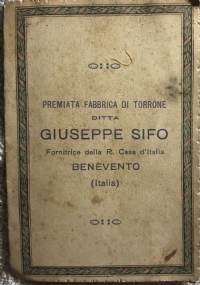 PREMIATA FABBRICA DI TORRONE
DITTA
GIUSEPPE SIFO
Fornitrice della R. Casa d'Italia
BENEVENTO
(Italia)